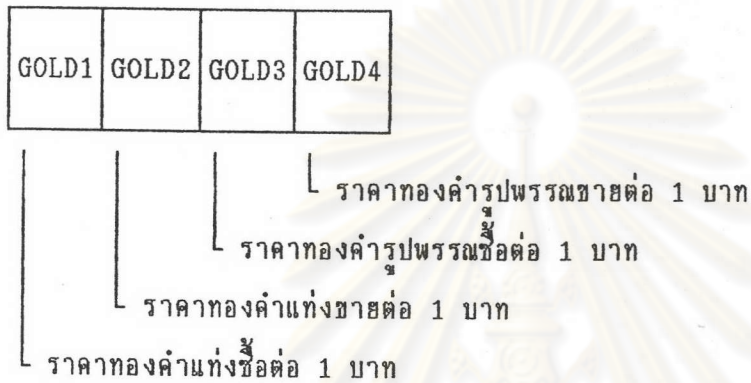 GOLD1 GOLD2 GOLD3 GOLD4
ราคาทองคำรูปพรรณขายต่อ 1 บาท
ราคาทองคำรูปพรรณซื้อต่อ 1 บาท
ราคาทองคำแท่งขายต่อ 1 บาท
ราคาทองคำแท่งซื้อต่อ 1 บาท